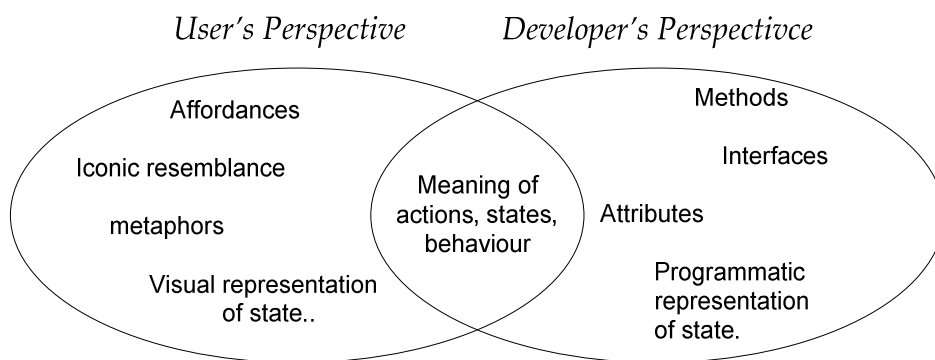 User's Perspective
Developer's Perspectivce
Affordances
Iconic resemblance
metaphors
Visual representation
of state..
Meaning of
actions, states,
behaviour
Methods
Interfaces
Attributes
Programmatic
representation
of state.